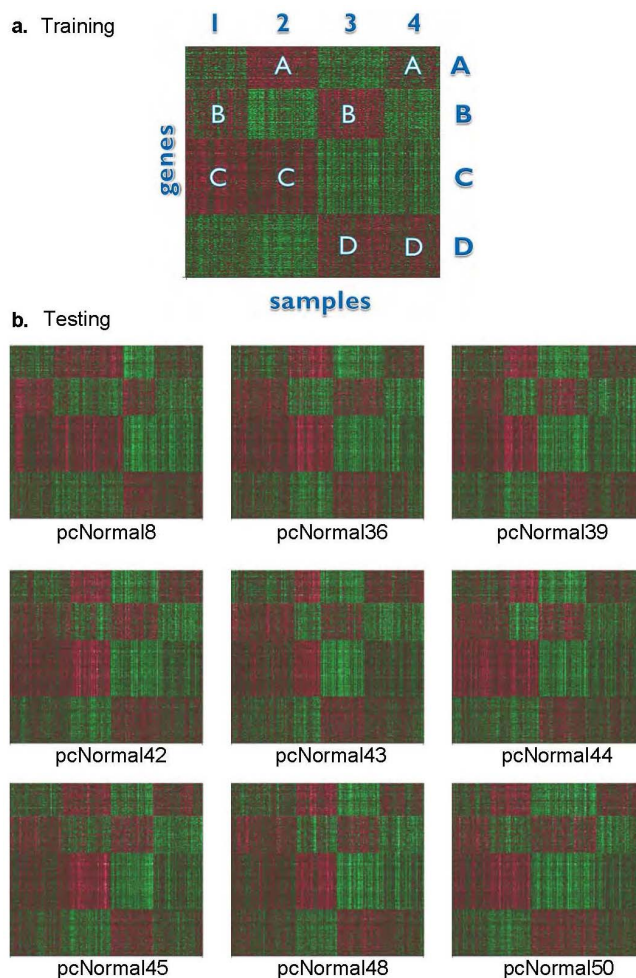 a. Training
1 2 3 4
A A A
B B B
genes
C C C
D D D
samples
b. Testing
pcNormal8 pcNormal36 pcNormal39
pcNormal42 pcNormal43 pcNormal44
pcNormal45 pcNormal48 pcNormal50